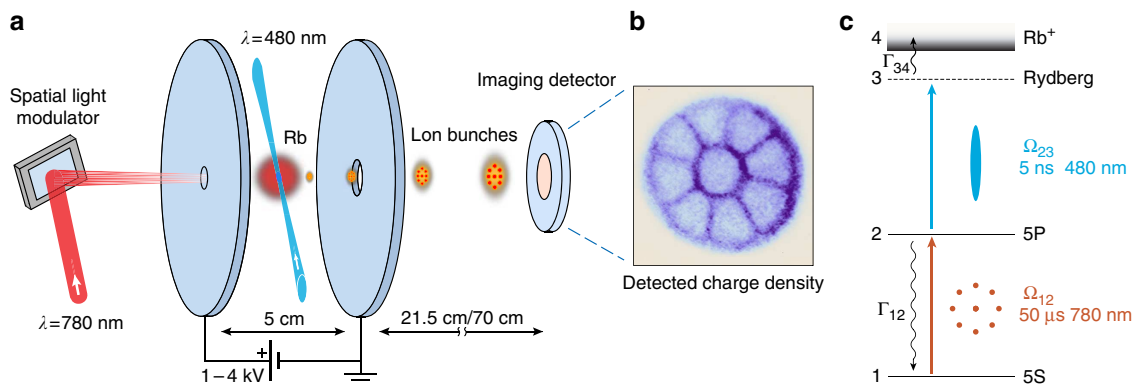 a
λ=480 nm
Spatial light
modulator
Rb
Lon bunches
Imaging detector
λ=780 nm
5 cm
21.5 cm/70 cm
+
1–4 kV
b
Detected charge density
c
4
Rb⁺
Γ₃₄
3
Rydberg
Ω₂₃
5 ns 480 nm
2
5P
Γ₁₂
Ω₁₂
50 μs 780 nm
1
5S